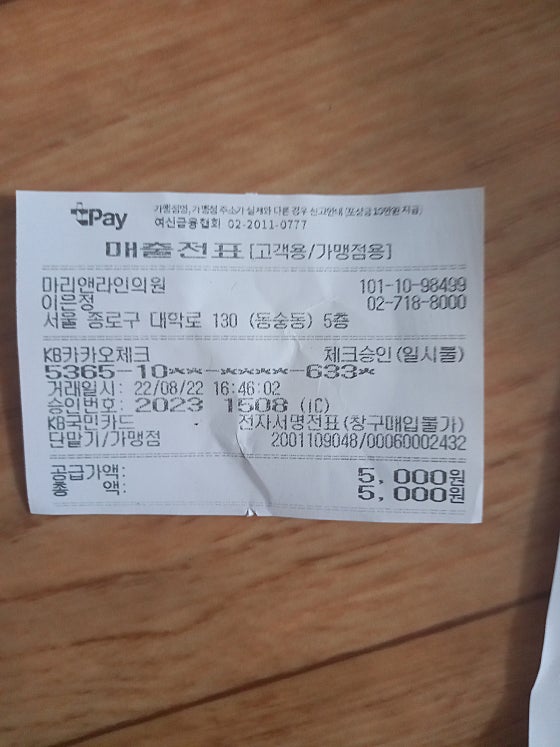 Pay
가맹점명, 가맹점 주소가 실제와 다른 경우 신고안내 (포상금 10만원 지급)
여신금융협회 02-2011-0777
매출전표 [고객용/가맹점용]
마리앤라인의원 101-10-98499
이은정 02-718-8000
서울 종로구 대학로 130 (동숭동) 5층
KB카카오체크 체크승인(일시불)
5365-10**-****-633*
거래일시: 22/08/22 16:46:02
승인번호: 2023 1508 (IC)
KB국민카드 전자서명전표(창구매입불가)
단말기/가맹점 2001109048/00060002432
공급가액: 5,000원
총 액: 5,000원